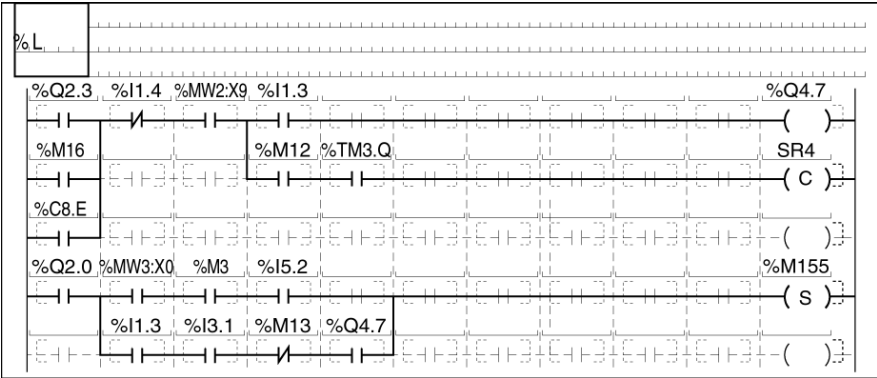 %L
%Q2.3 %I1.4 %MW2:X9 %I1.3 %Q4.7
%M16 %M12 %TM3.Q SR4
C
%C8.E
%Q2.0 %MW3:X0 %M3 %I5.2 %M155
S
%I1.3 %I3.1 %M13 %Q4.7